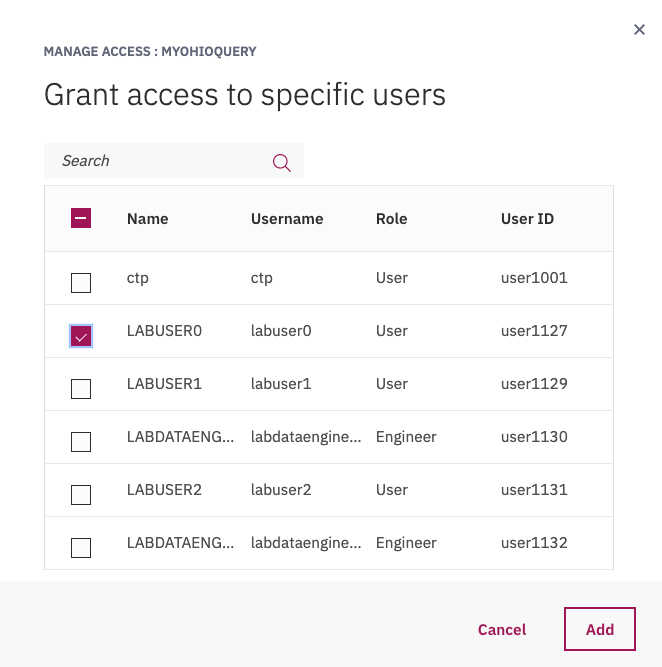 MANAGE ACCESS : MYOHIOQUERY
Grant access to specific users
Search
Name Username Role User ID
ctp ctp User user1001
LABUSER0 labuser0 User user1127
LABUSER1 labuser1 User user1129
LABDATAENG... labdataengine... Engineer user1130
LABUSER2 labuser2 User user1131
LABDATAENG... labdataengine... Engineer user1132
Cancel Add